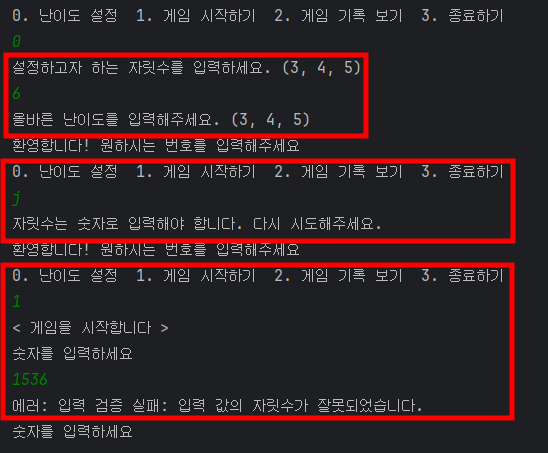 0. 난이도 설정  1. 게임 시작하기  2. 게임 기록 보기  3. 종료하기
0
설정하고자 하는 자릿수를 입력하세요. (3, 4, 5)
6
올바른 난이도를 입력해주세요. (3, 4, 5)
환영합니다! 원하시는 번호를 입력해주세요
0. 난이도 설정  1. 게임 시작하기  2. 게임 기록 보기  3. 종료하기
j
자릿수는 숫자로 입력해야 합니다. 다시 시도해주세요.
환영합니다! 원하시는 번호를 입력해주세요
0. 난이도 설정  1. 게임 시작하기  2. 게임 기록 보기  3. 종료하기
1
< 게임을 시작합니다 >
숫자를 입력하세요
1536
에러: 입력 검증 실패: 입력 값의 자릿수가 잘못되었습니다.
숫자를 입력하세요